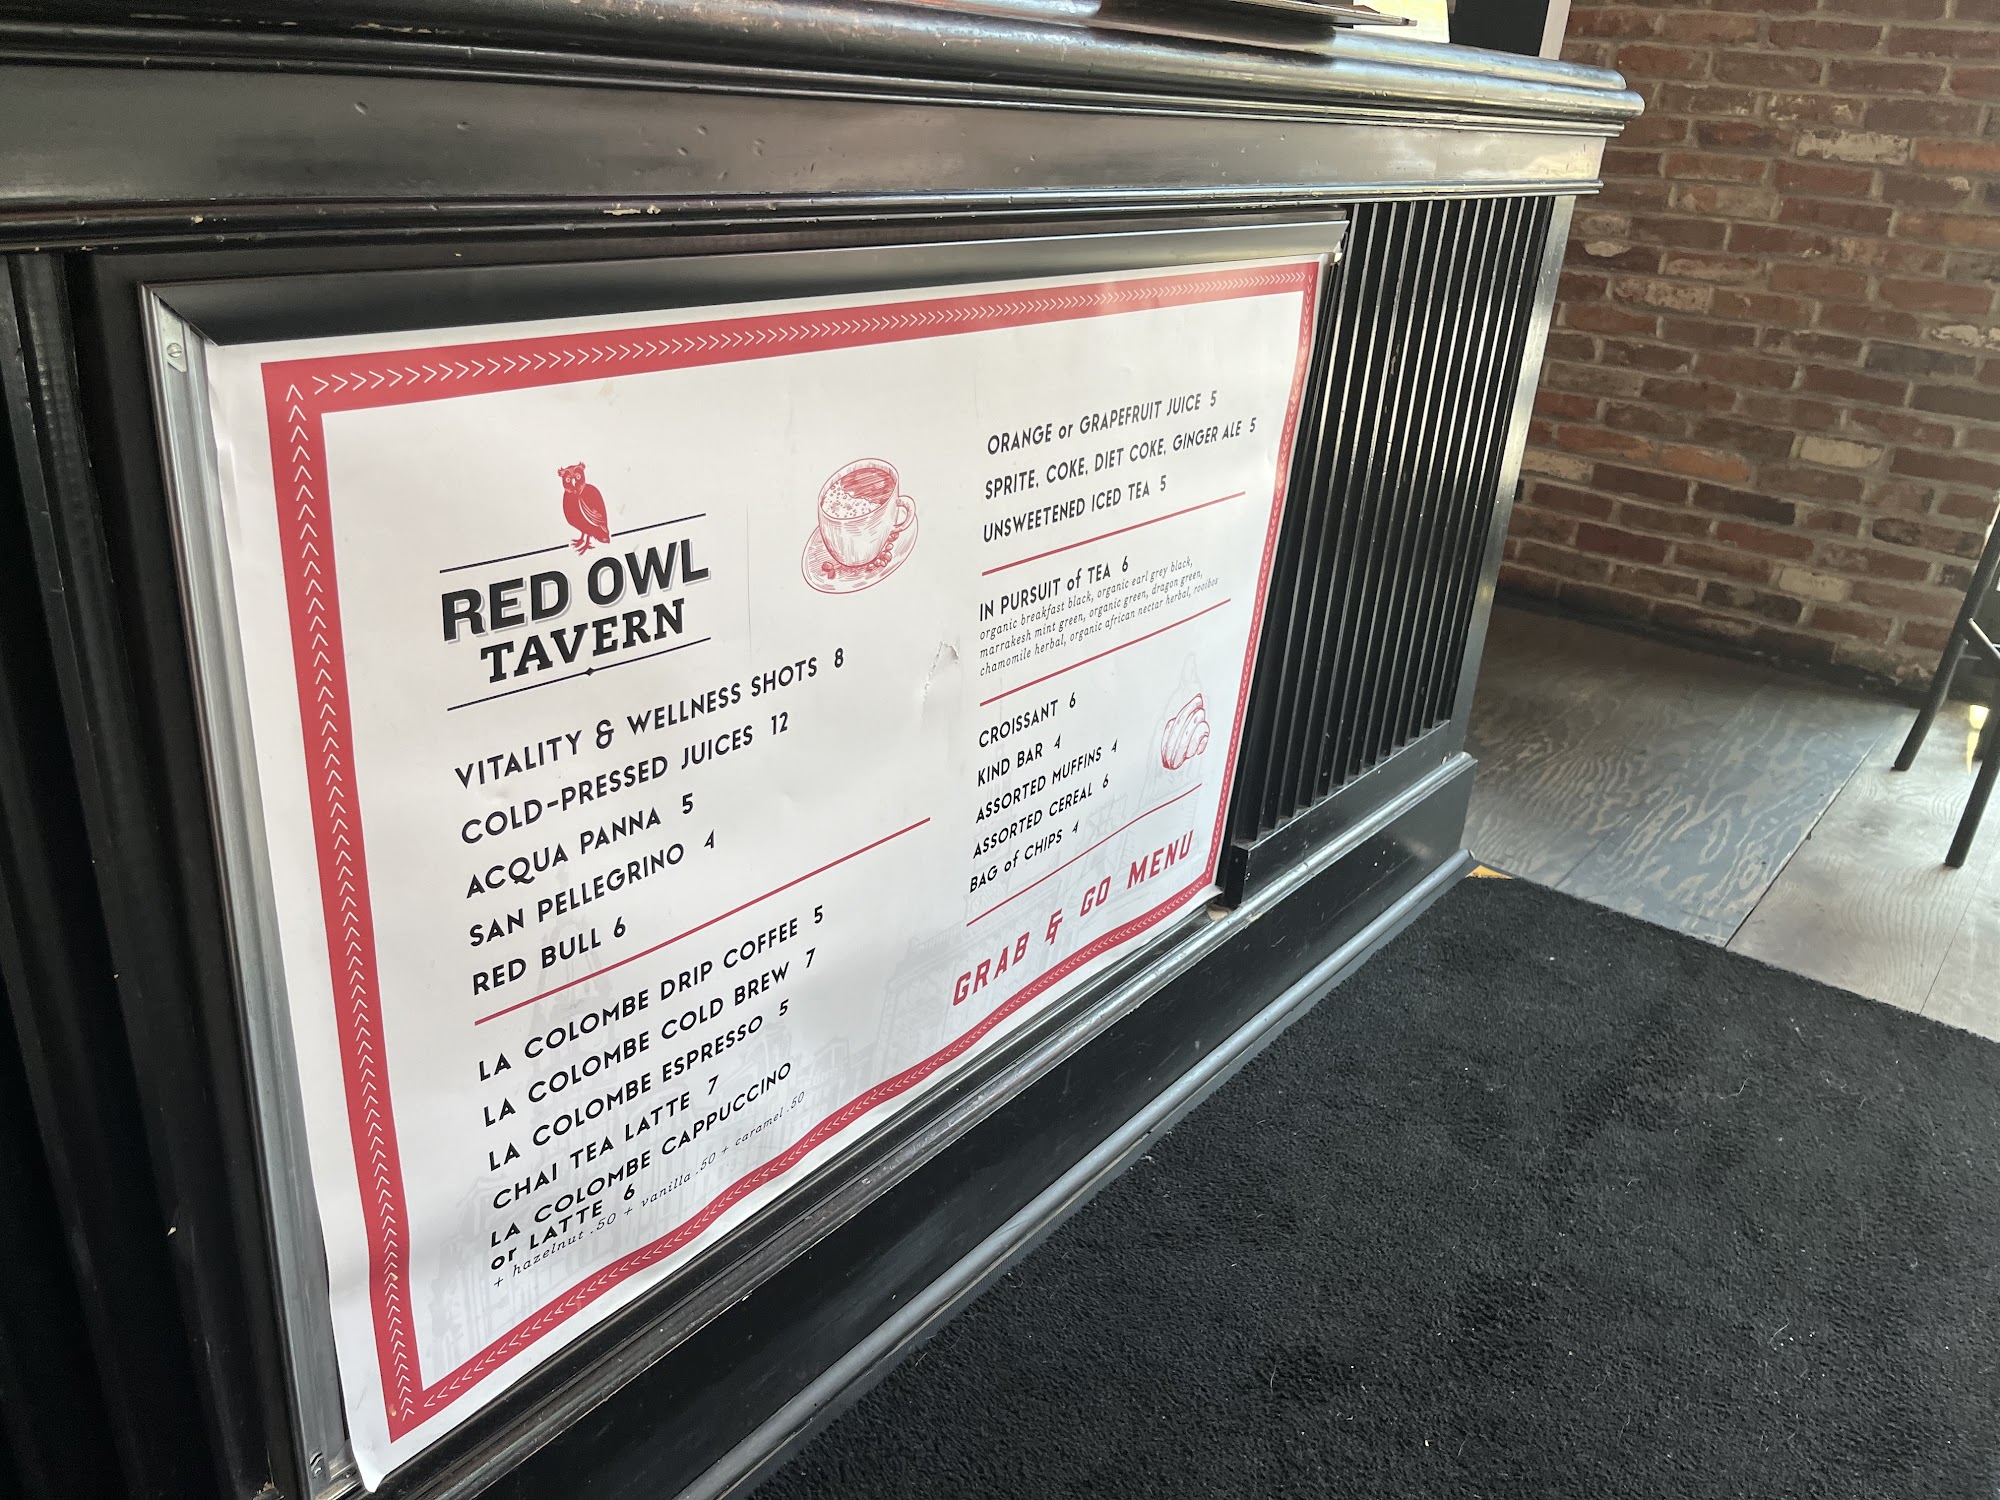 RED OWL
TAVERN
VITALITY & WELLNESS SHOTS 8
COLD-PRESSED JUICES 12
ACQUA PANNA 5
SAN PELLEGRINO 4
RED BULL 6
LA COLOMBE DRIP COFFEE 5
LA COLOMBE COLD BREW 7
LA COLOMBE ESPRESSO 5
CHAI TEA LATTE 7
LA COLOMBE CAPPUCCINO
or LATTE 6
+ hazelnut .50 + vanilla .50 + caramel .50
ORANGE or GRAPEFRUIT JUICE 5
SPRITE, COKE, DIET COKE, GINGER ALE 5
UNSWEETENED ICED TEA 5
IN PURSUIT of TEA 6
organic breakfast black, organic earl grey black,
marrakesh mint green, organic green, dragon green,
chamomile herbal, organic african nectar herbal, rooibos
CROISSANT 6
KIND BAR 4
ASSORTED MUFFINS 4
ASSORTED CEREAL 6
BAG of CHIPS 4
GRAB & GO MENU